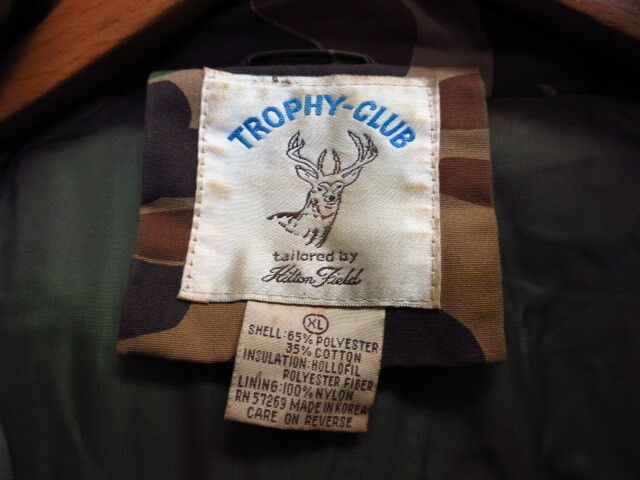 TROPHY-CLUB
tailored by
Hilton Field
XL
SHELL: 65% POLYESTER
35% COTTON
INSULATION: HOLLOFIL
POLYESTER FIBER
LINING: 100% NYLON
RN 57269 MADE IN KOREA
CARE ON REVERSE